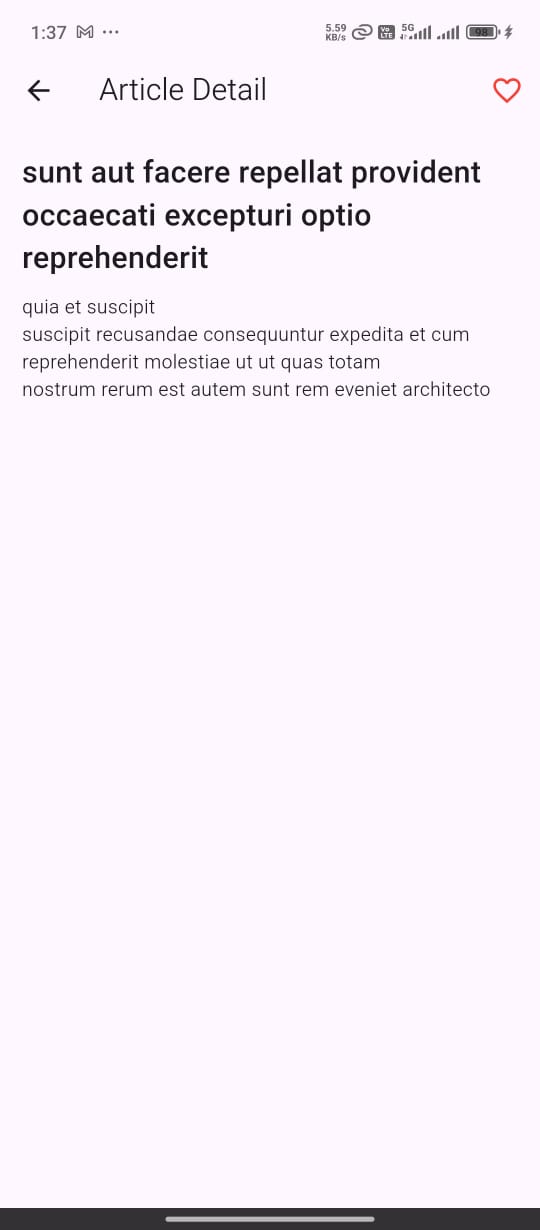 1:37
5.59
KB/s
Vo
LTE
5G
98
Article Detail
sunt aut facere repellat provident
occaecati excepturi optio
reprehenderit
quia et suscipit
suscipit recusandae consequuntur expedita et cum
reprehenderit molestiae ut ut quas totam
nostrum rerum est autem sunt rem eveniet architecto